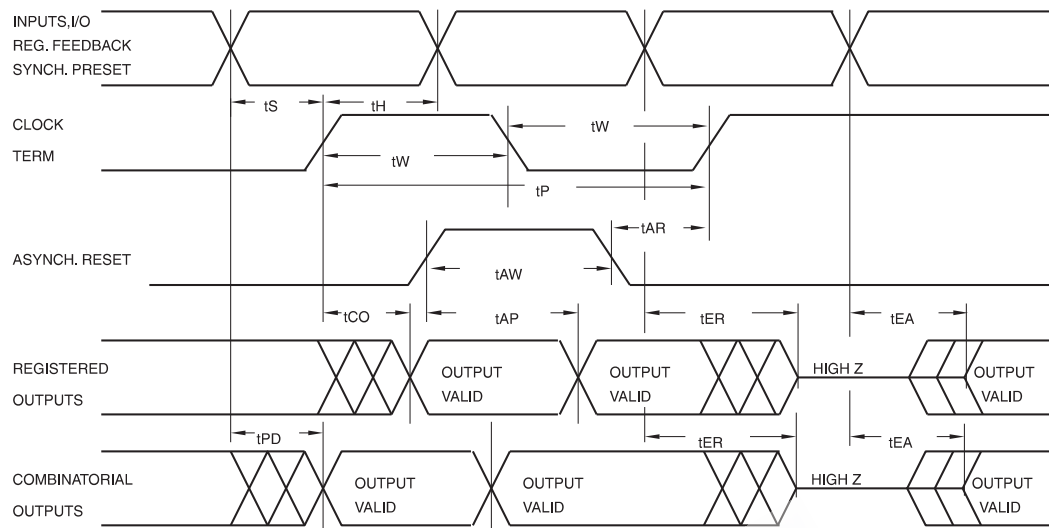 INPUTS,I/O
REG. FEEDBACK
SYNCH. PRESET
tS
tH
CLOCK
TERM
tW
tW
tP
tAR
ASYNCH. RESET
tAW
tCO
tAP
tER
tEA
REGISTERED
OUTPUTS
OUTPUT
VALID
OUTPUT
VALID
HIGH Z
OUTPUT
VALID
tPD
tER
tEA
COMBINATORIAL
OUTPUTS
OUTPUT
VALID
OUTPUT
VALID
HIGH Z
OUTPUT
VALID